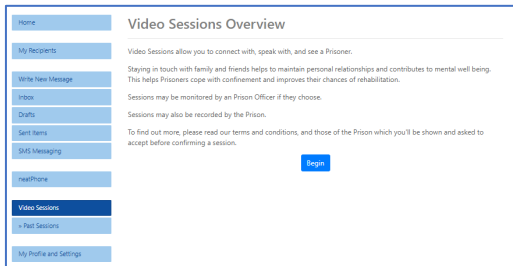 Home
My Recipients
Write New Message
Inbox
Drafts
Sent Items
SMS Messaging
neatPhone
Video Sessions
» Past Sessions
My Profile and Settings
Video Sessions Overview
Video Sessions allow you to connect with, speak with, and see a Prisoner.
Staying in touch with family and friends helps to maintain personal relationships and contributes to mental well being.
This helps Prisoners cope with confinement and improves their chances of rehabilitation.
Sessions may be monitored by an Prison Officer if they choose.
Sessions may also be recorded by the Prison.
To find out more, please read our terms and conditions, and those of the Prison which you'll be shown and asked to
accept before confirming a session.
Begin